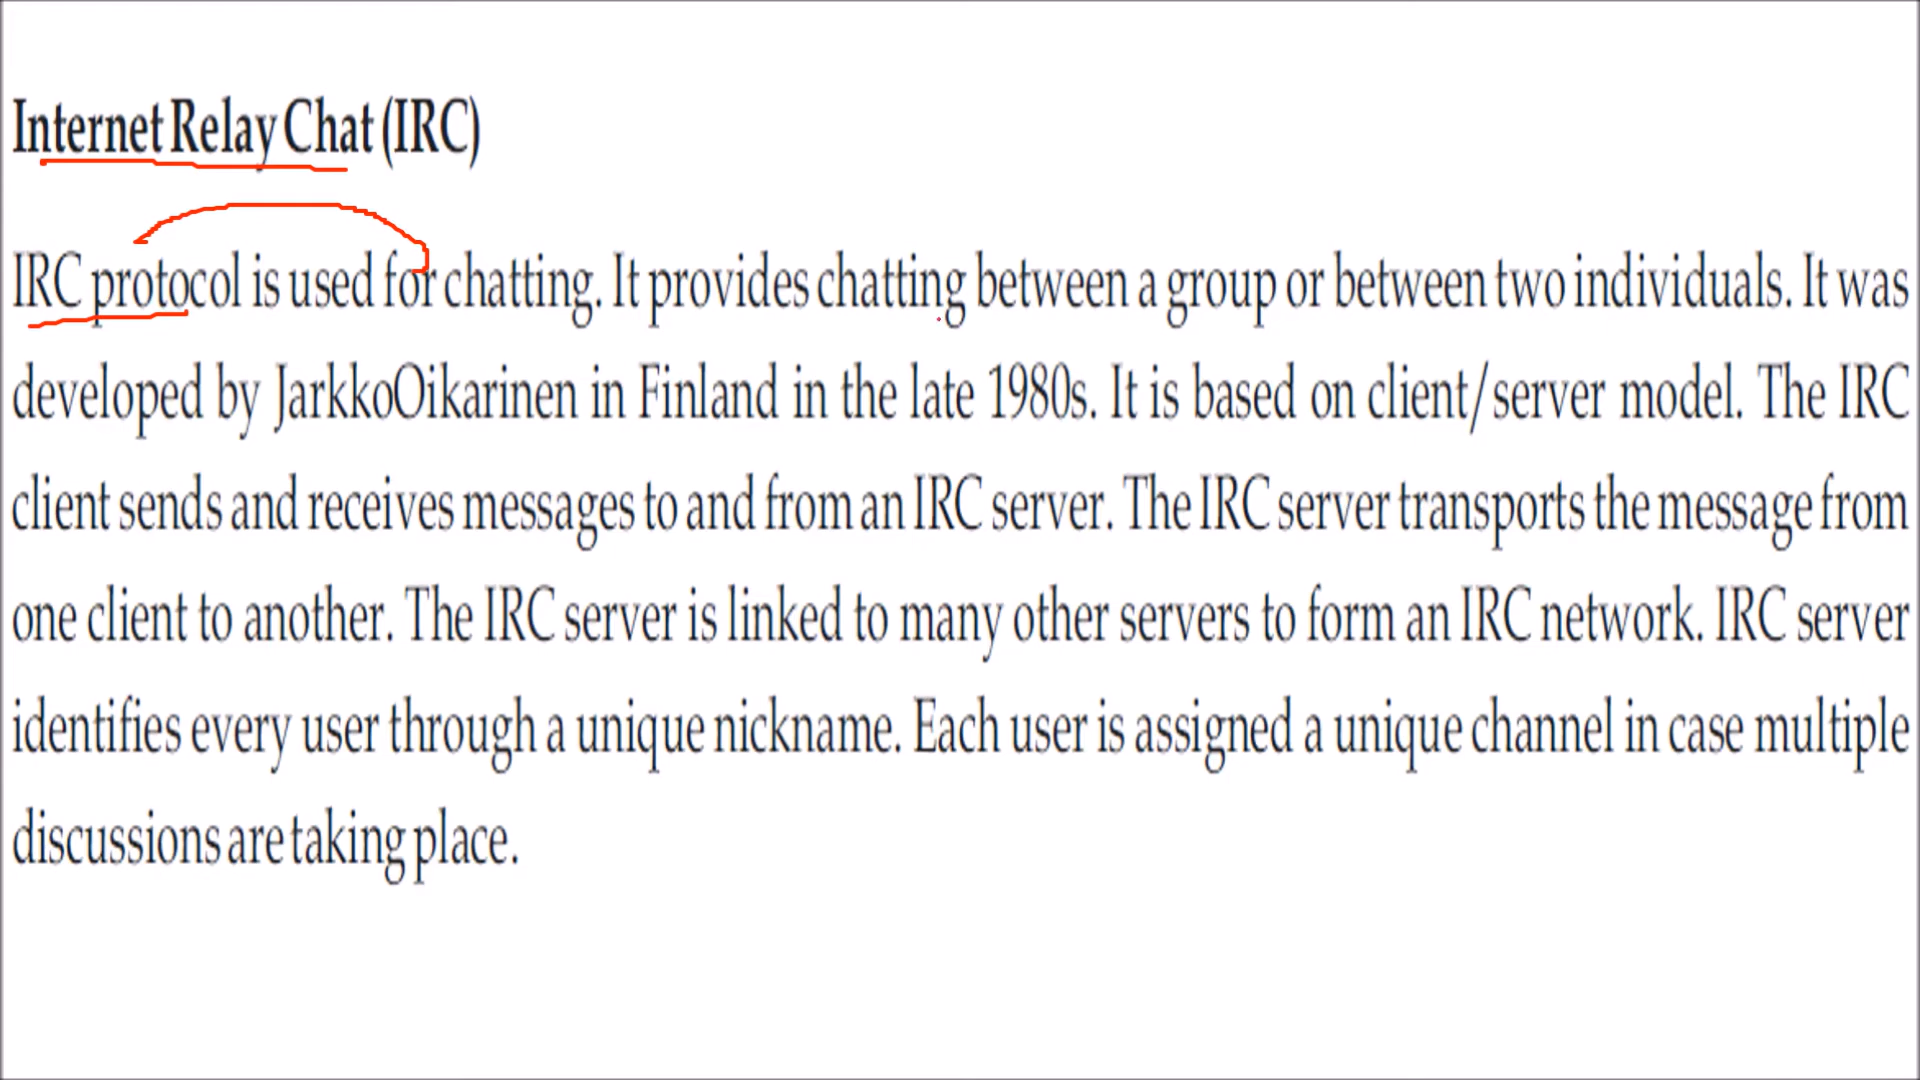 Internet Relay Chat (IRC)
IRC protocol is used for chatting. It provides chatting between a group or between two individuals. It was
developed by JarkkoOikarinen in Finland in the late 1980s. It is based on client/server model. The IRC
client sends and receives messages to and from an IRC server. The IRC server transports the message from
one client to another. The IRC server is linked to many other servers to form an IRC network. IRC server
identifies every user through a unique nickname. Each user is assigned a unique channel in case multiple
discussions are taking place.